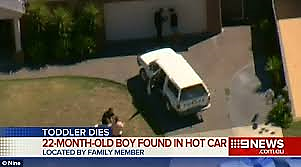 TODDLER DIES
22-MONTH-OLD BOY FOUND IN HOT CAR
LOCATED BY FAMILY MEMBER
9NEWS
.com.au
© Nine